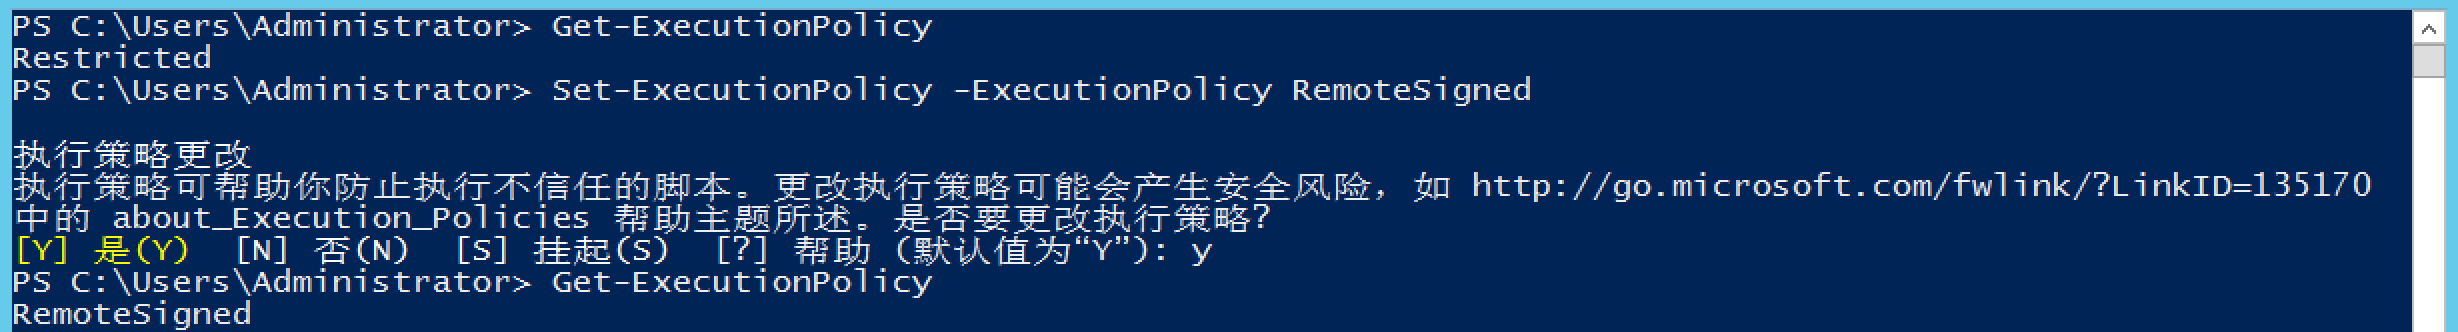 PS C:\Users\Administrator> Get-ExecutionPolicy
Restricted
PS C:\Users\Administrator> Set-ExecutionPolicy -ExecutionPolicy RemoteSigned
执行策略更改
执行策略可帮助你防止执行不信任的脚本。更改执行策略可能会产生安全风险，如 http://go.microsoft.com/fwlink/?LinkID=135170
中的 about_Execution_Policies 帮助主题所述。是否要更改执行策略?
[Y] 是(Y)  [N] 否(N)  [S] 挂起(S)  [?] 帮助 (默认值为“Y”): y
PS C:\Users\Administrator> Get-ExecutionPolicy
RemoteSigned